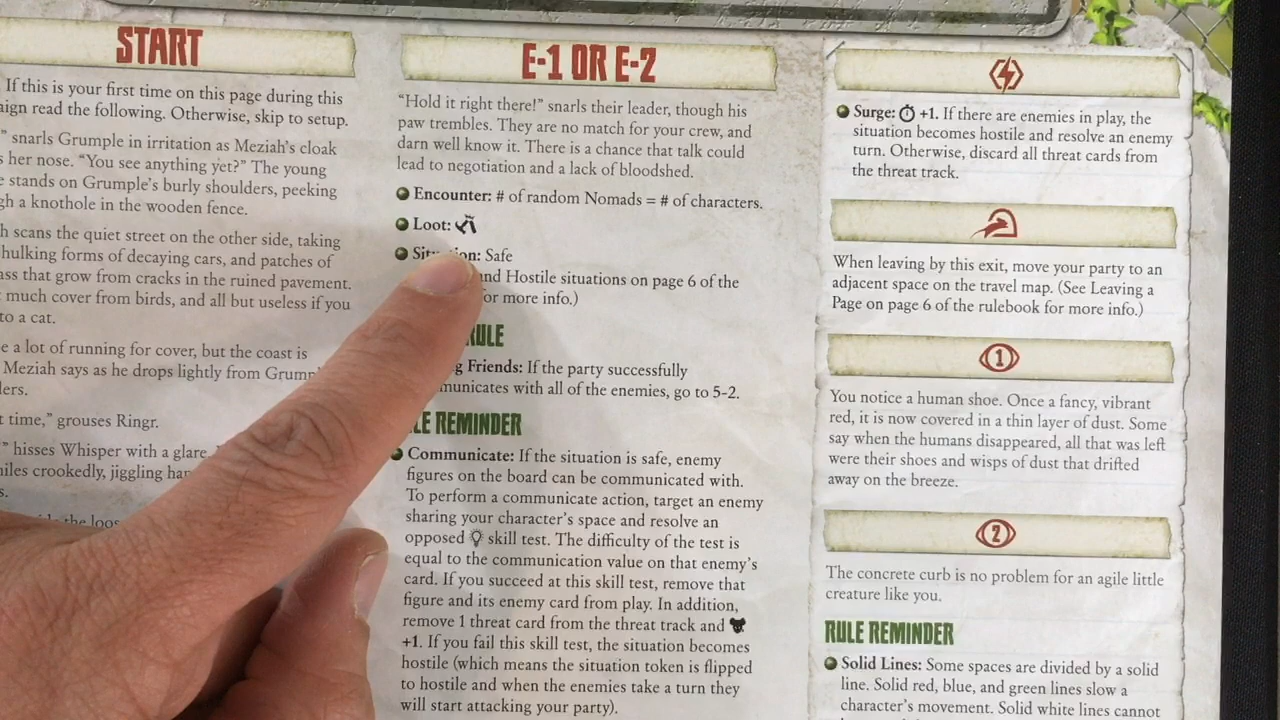 START
If this is your first time on this page during this
read the following. Otherwise, skip to setup.
snarls Grumple in irritation as Meziah's cloak
her nose. "You see anything yet?" The young
stands on Grumple's burly shoulders, peeking
a knothole in the wooden fence.
scans the quiet street on the other side, taking
hulking forms of decaying cars, and patches of
that grow from cracks in the ruined pavement.
much cover from birds, and all but useless if you
to a cat.
a lot of running for cover, but the coast is
Meziah says as he drops lightly from
time," grouses Ringr.
hisses Whisper with a glare.
crookedly, jiggling
the
E-1 OR E-2
"Hold it right there!" snarls their leader, though his
paw trembles. They are no match for your crew, and
darn well know it. There is a chance that talk could
lead to negotiation and a lack of bloodshed.
Encounter: # of random Nomads = # of characters.
Loot:
Situation: Safe
and Hostile situations on page 6 of the
for more info.)
RULE
Friends: If the party successfully
communicates with all of the enemies, go to 5-2.
RULE REMINDER
Communicate: If the situation is safe, enemy
figures on the board can be communicated with.
To perform a communicate action, target an enemy
sharing your character's space and resolve an
opposed skill test. The difficulty of the test is
equal to the communication value on that enemy's
card. If you succeed at this skill test, remove that
figure and its enemy card from play. In addition,
remove 1 threat card from the threat track and
+1. If you fail this skill test, the situation becomes
hostile (which means the situation token is flipped
to hostile and when the enemies take a turn they
will start attacking your party).
Surge: +1. If there are enemies in play, the
situation becomes hostile and resolve an enemy
turn. Otherwise, discard all threat cards from
the threat track.
When leaving by this exit, move your party to an
adjacent space on the travel map. (See Leaving a
Page on page 6 of the rulebook for more info.)
1
You notice a human shoe. Once a fancy, vibrant
red, it is now covered in a thin layer of dust. Some
say when the humans disappeared, all that was left
were their shoes and wisps of dust that drifted
away on the breeze.
2
The concrete curb is no problem for an agile little
creature like you.
RULE REMINDER
Solid Lines: Some spaces are divided by a solid
line. Solid red, blue, and green lines slow a
character's movement. Solid white lines cannot